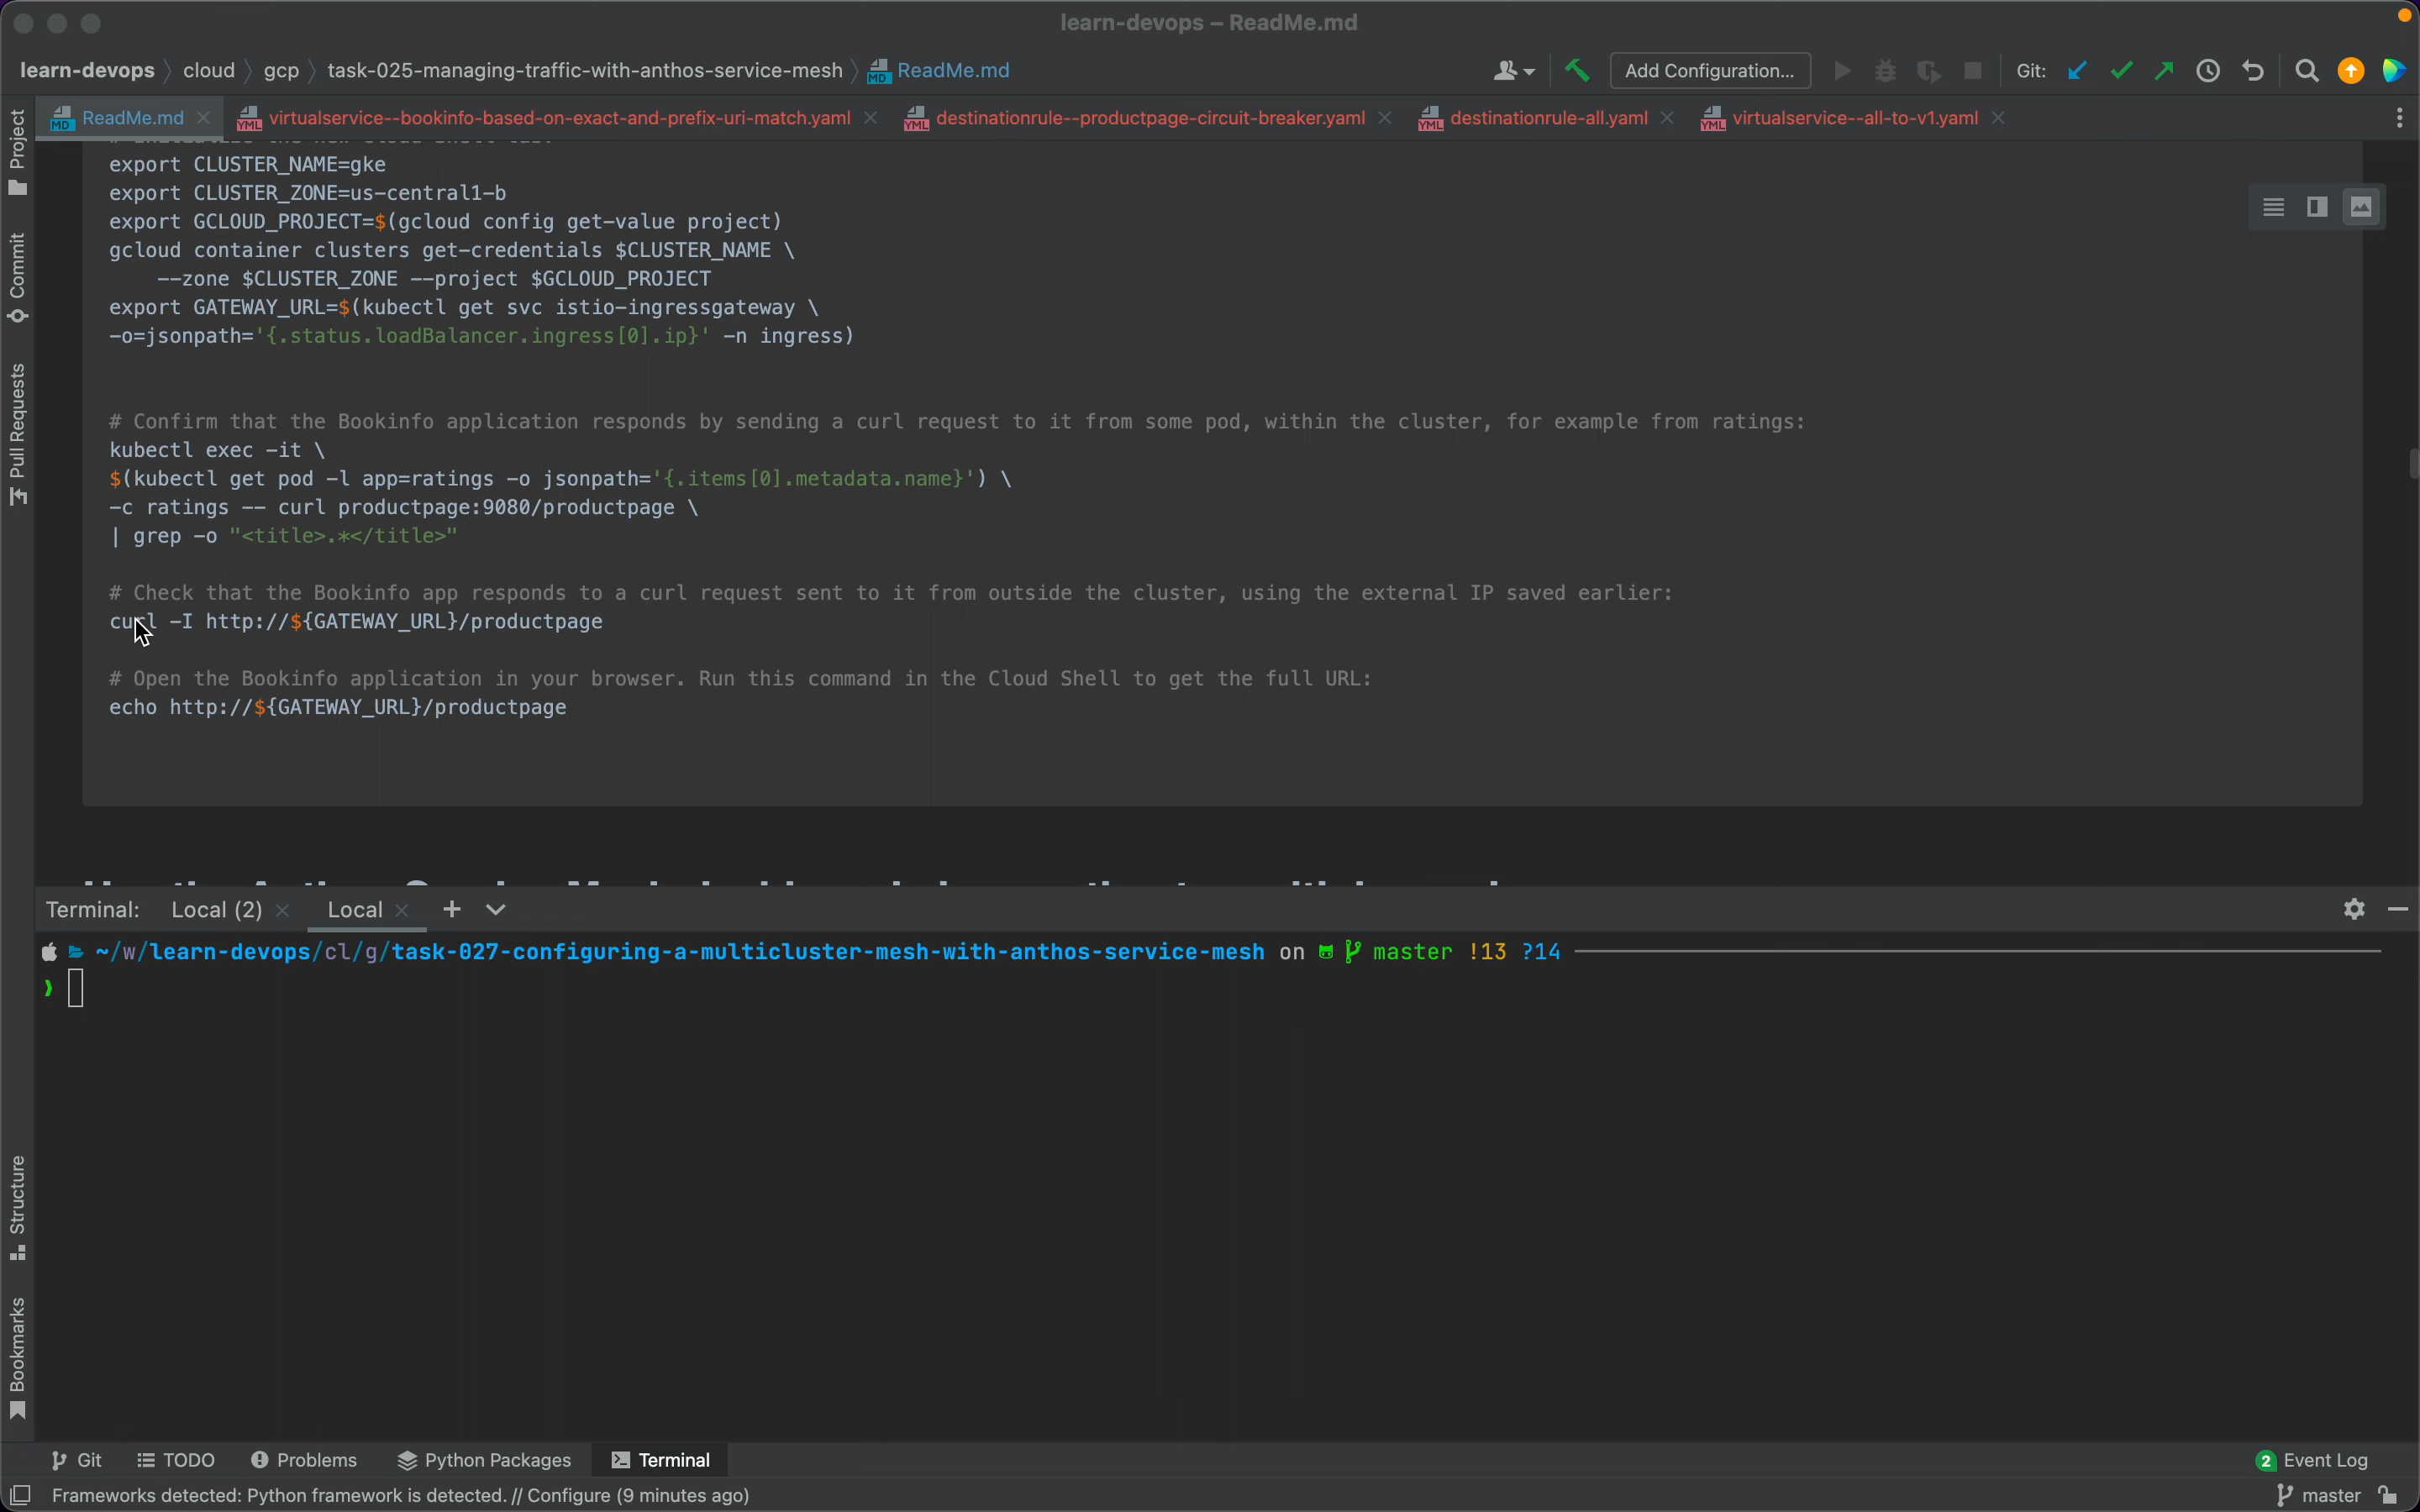 learn-devops – ReadMe.md
learn-devops cloud gcp task-025-managing-traffic-with-anthos-service-mesh ReadMe.md
Add Configuration... Git:
ReadMe.md virtualservice--bookinfo-based-on-exact-and-prefix-uri-match.yaml destinationrule--productpage-circuit-breaker.yaml destinationrule-all.yaml virtualservice--all-to-v1.yaml
Project
Commit
Pull Requests
Structure
Bookmarks
export CLUSTER_NAME=gke
export CLUSTER_ZONE=us-central1-b
export GCLOUD_PROJECT=$(gcloud config get-value project)
gcloud container clusters get-credentials $CLUSTER_NAME \
    --zone $CLUSTER_ZONE --project $GCLOUD_PROJECT
export GATEWAY_URL=$(kubectl get svc istio-ingressgateway \
-o=jsonpath='{.status.loadBalancer.ingress[0].ip}' -n ingress)
# Confirm that the Bookinfo application responds by sending a curl request to it from some pod, within the cluster, for example from ratings:
kubectl exec -it \
$(kubectl get pod -l app=ratings -o jsonpath='{.items[0].metadata.name}') \
-c ratings -- curl productpage:9080/productpage \
| grep -o "<title>.*</title>"
# Check that the Bookinfo app responds to a curl request sent to it from outside the cluster, using the external IP saved earlier:
curl -I http://${GATEWAY_URL}/productpage
# Open the Bookinfo application in your browser. Run this command in the Cloud Shell to get the full URL:
echo http://${GATEWAY_URL}/productpage
Terminal: Local (2) Local
~/w/learn-devops/cl/g/task-027-configuring-a-multicluster-mesh-with-anthos-service-mesh on master !13 ?14
❯
Git TODO Problems Python Packages Terminal 2 Event Log
Frameworks detected: Python framework is detected. // Configure (9 minutes ago) master